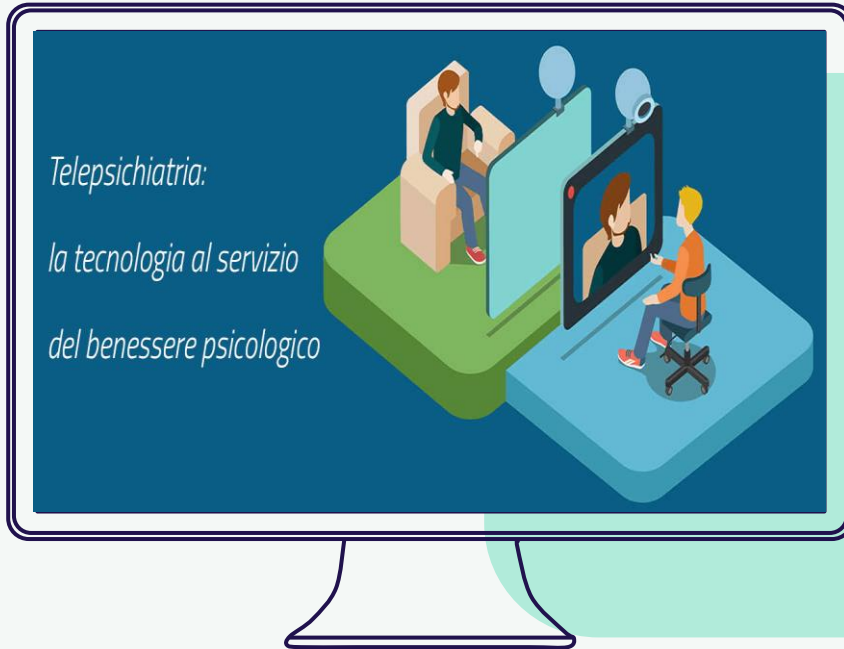 Telepsichiatria:
la tecnologia al servizio
del benessere psicologico